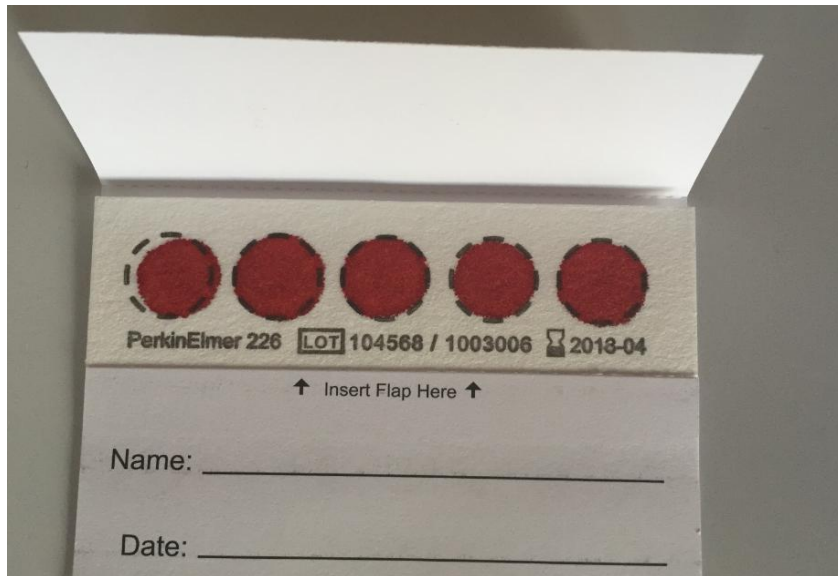 PerkinElmer 226 LOT 104568 / 1003006 2018-04
↑ Insert Flap Here ↑
Name:
Date: